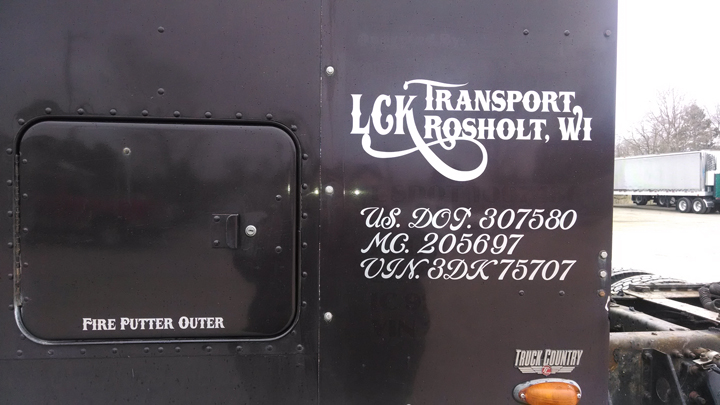 LCK TRANSPORT
ROSHOLT, WI
US. DOT. 307580
MC. 205697
VIN. 3DK75707
FIRE PUTTER OUTER
TRUCK COUNTRY